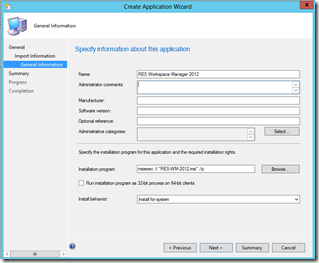 Create Application Wizard
General Information
General
Import Information
General Information
Summary
Progress
Completion
Specify information about this application
Name:
RES Workspace Manager 2012
Administrator comments:
Manufacturer:
Software version:
Optional reference:
Administrative categories:
Select...
Specify the installation program for this application and the required installation rights.
Installation program:
msiexec /i "RES-WM-2012.msi" /q
Browse...
Run installation program as 32-bit process on 64-bit clients.
Install behavior:
Install for system
< Previous
Next >
Summary
Cancel